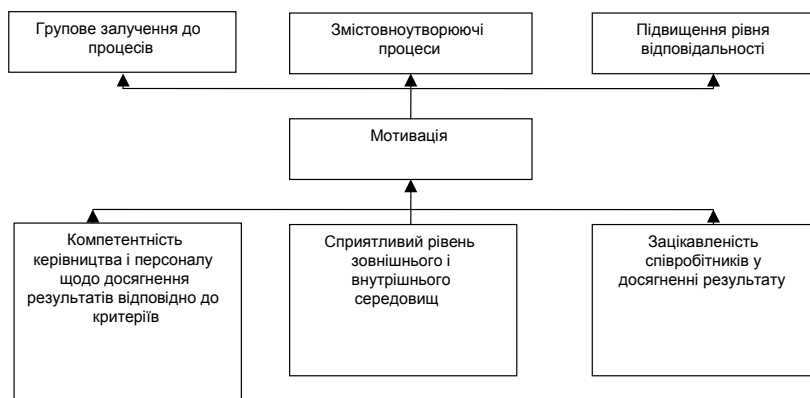 Групове залучення до
процесів
Змістовноутворюючі
процеси
Підвищення рівня
відповідальності
Мотивація
Компетентність
керівництва і персоналу
щодо досягнення
результатів відповідно до
критеріїв
Сприятливий рівень
зовнішнього і
внутрішнього
середовищ
Зацікавленість
співробітників у
досягненні результату